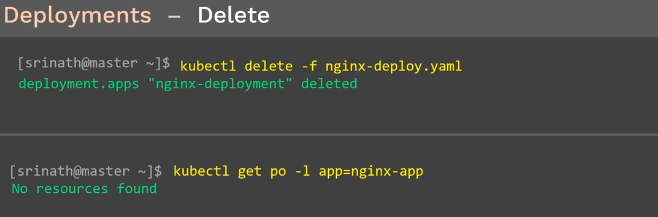 Deployments – Delete
[srinath@master ~]$ kubectl delete -f nginx-deploy.yaml
deployment.apps "nginx-deployment" deleted
[srinath@master ~]$ kubectl get po -l app=nginx-app
No resources found